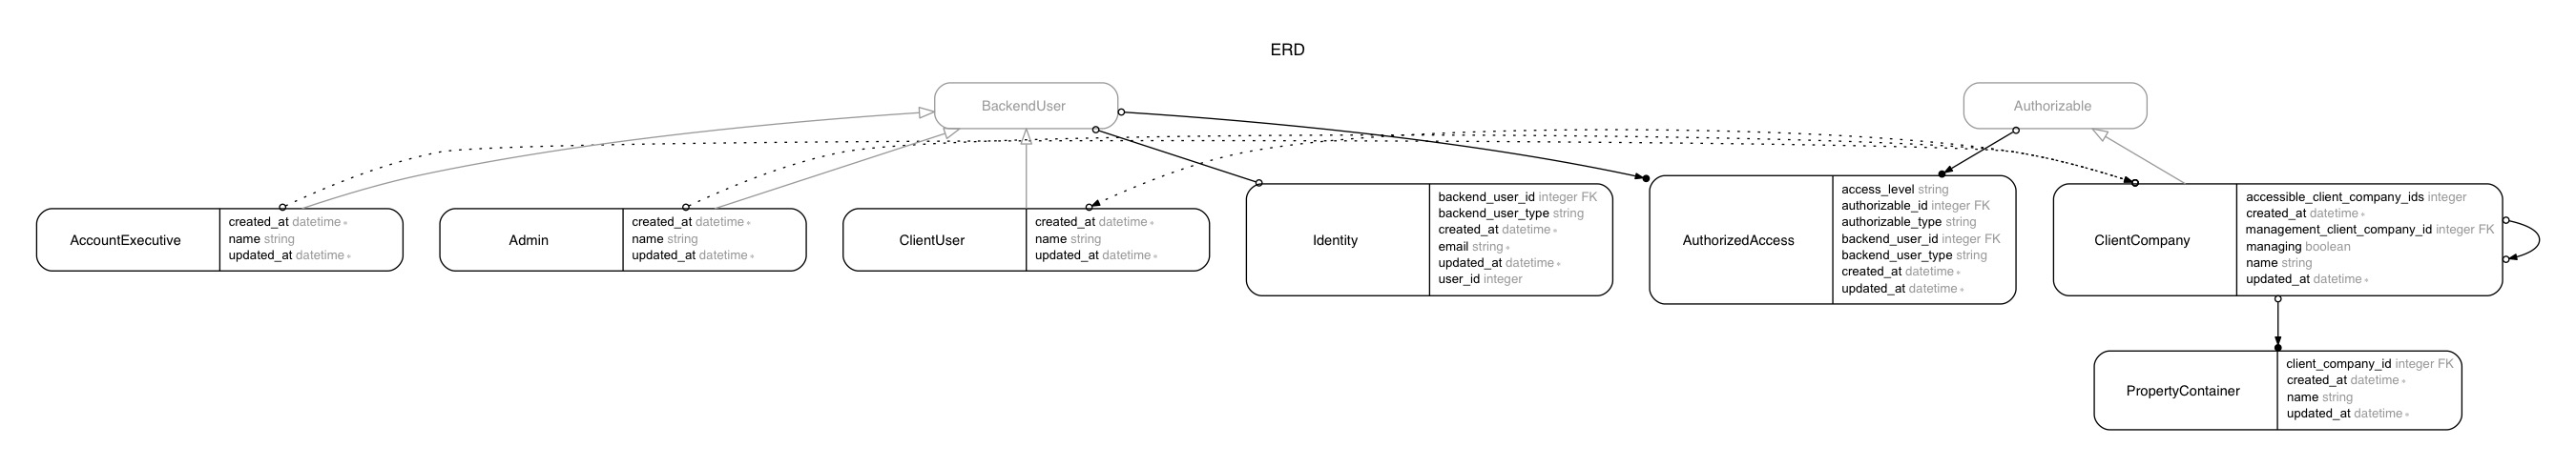 ERD
BackendUser
Authorizable
AccountExecutive
created_at datetime *
name string
updated_at datetime *
Admin
created_at datetime *
name string
updated_at datetime *
ClientUser
created_at datetime *
name string
updated_at datetime *
Identity
backend_user_id integer FK
backend_user_type string
created_at datetime *
email string *
updated_at datetime *
user_id integer
AuthorizedAccess
access_level string
authorizable_id integer FK
authorizable_type string
backend_user_id integer FK
backend_user_type string
created_at datetime *
updated_at datetime *
ClientCompany
accessible_client_company_ids integer
created_at datetime *
management_client_company_id integer FK
managing boolean
name string
updated_at datetime *
PropertyContainer
client_company_id integer FK
created_at datetime *
name string
updated_at datetime *